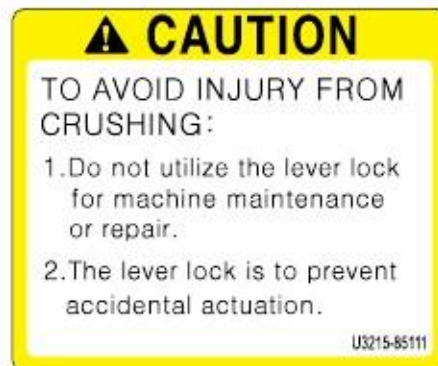 CAUTION
TO AVOID INJURY FROM
CRUSHING:
1.Do not utilize the lever lock
for machine maintenance
or repair.
2.The lever lock is to prevent
accidental actuation.
U3215-85111